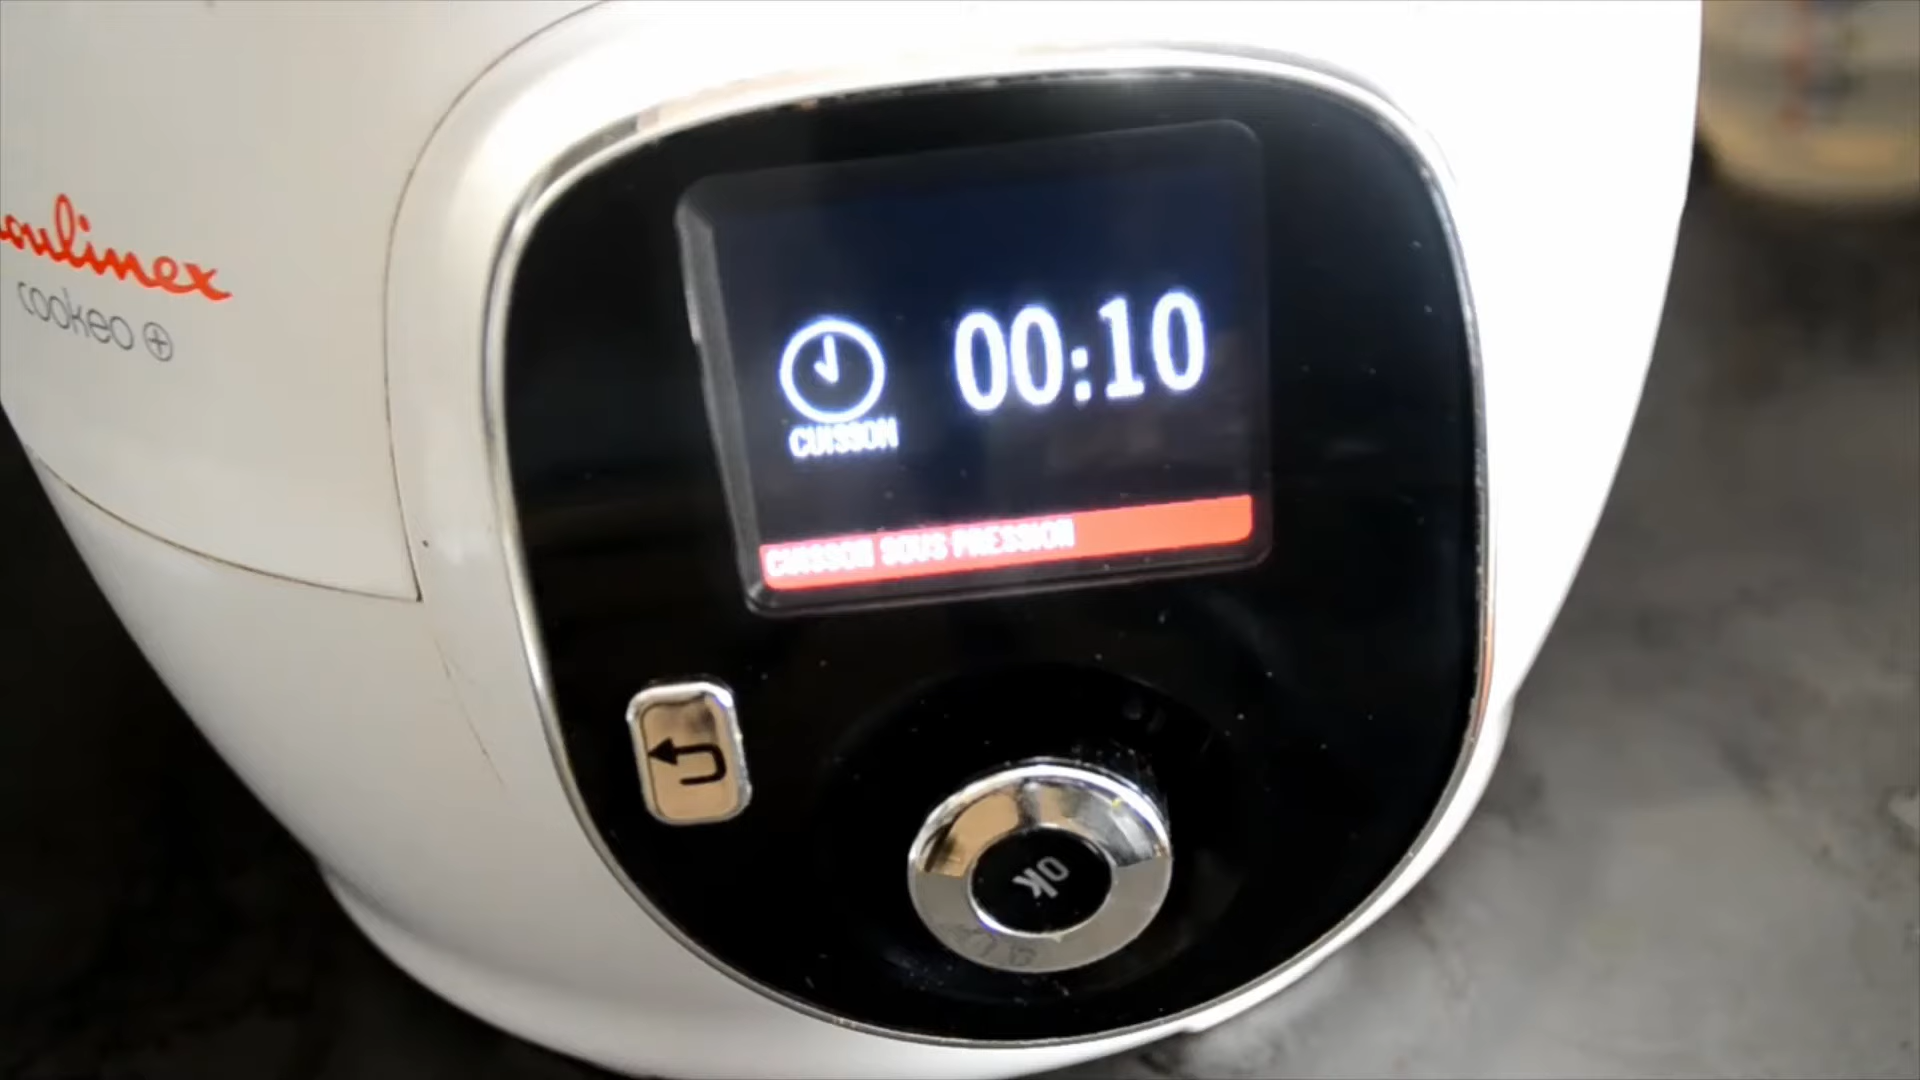 oulinex
cookeo
00:10
CUISSON
CUISSON SOUS PRESSION
ok